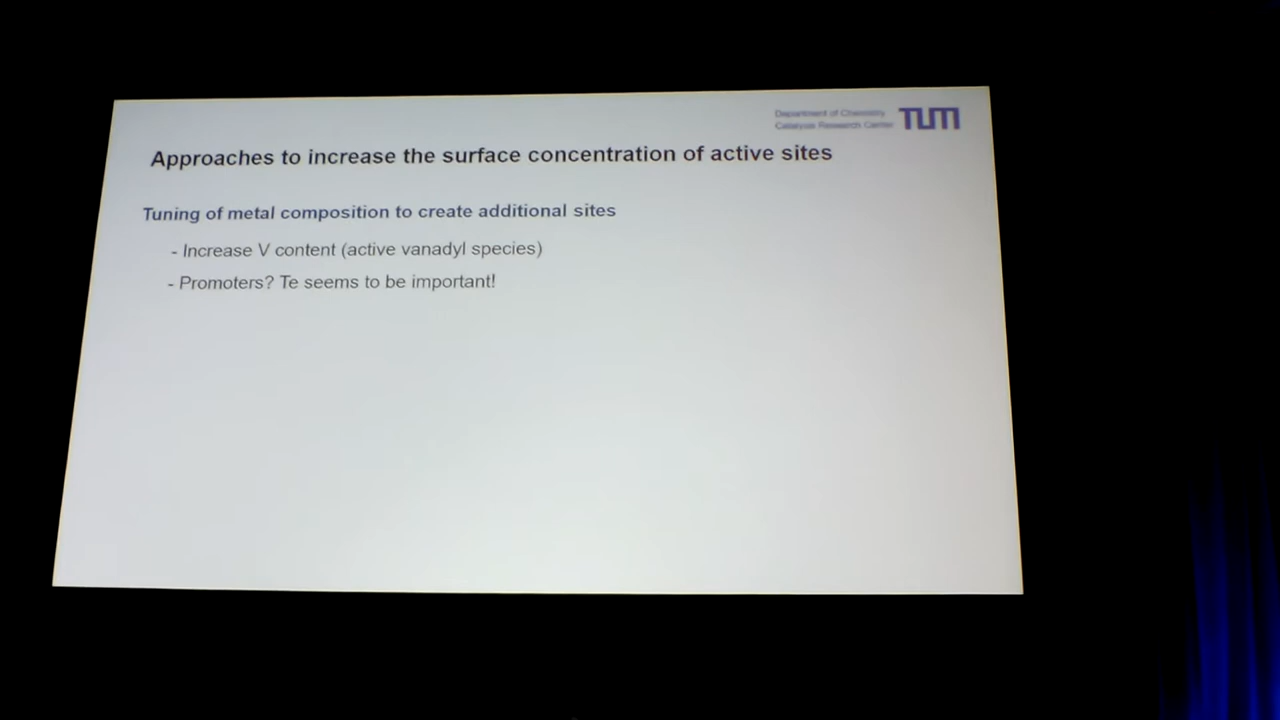 Department of Chemistry
Catalysis Research Center
TUM
Approaches to increase the surface concentration of active sites
Tuning of metal composition to create additional sites
- Increase V content (active vanadyl species)
- Promoters? Te seems to be important!